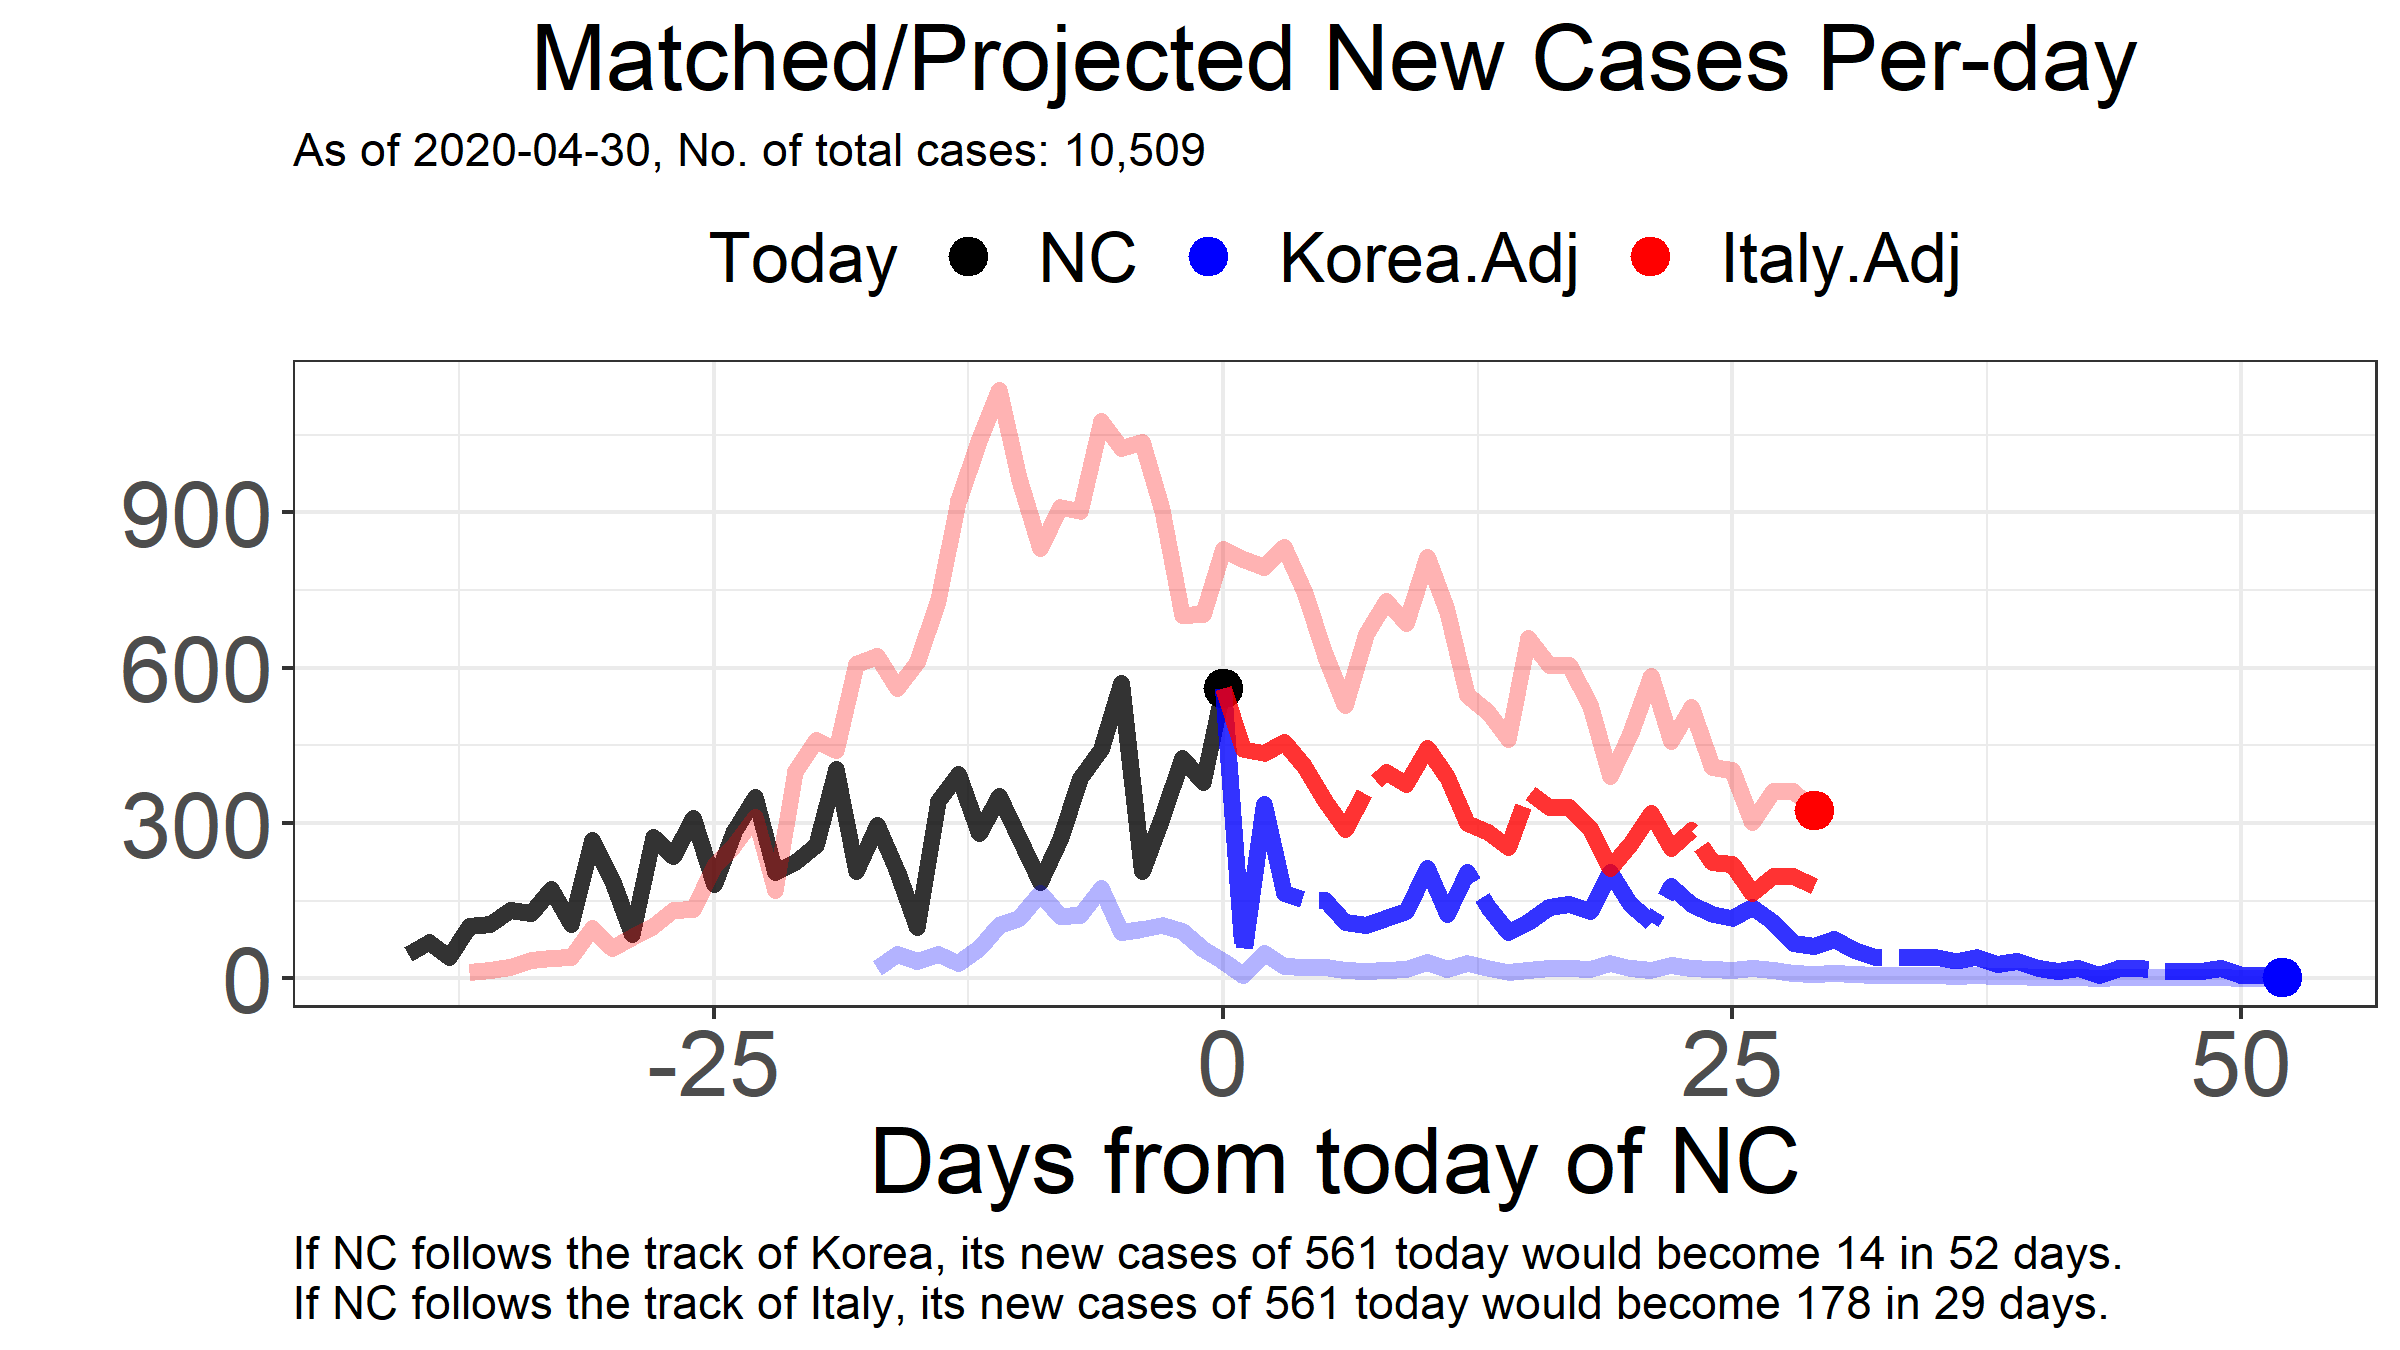 Matched/Projected New Cases Per-day
As of 2020-04-30, No. of total cases: 10,509
Today NC Korea.Adj Italy.Adj
900
600
300
0
-25 0 25 50
Days from today of NC
If NC follows the track of Korea, its new cases of 561 today would become 14 in 52 days.
If NC follows the track of Italy, its new cases of 561 today would become 178 in 29 days.